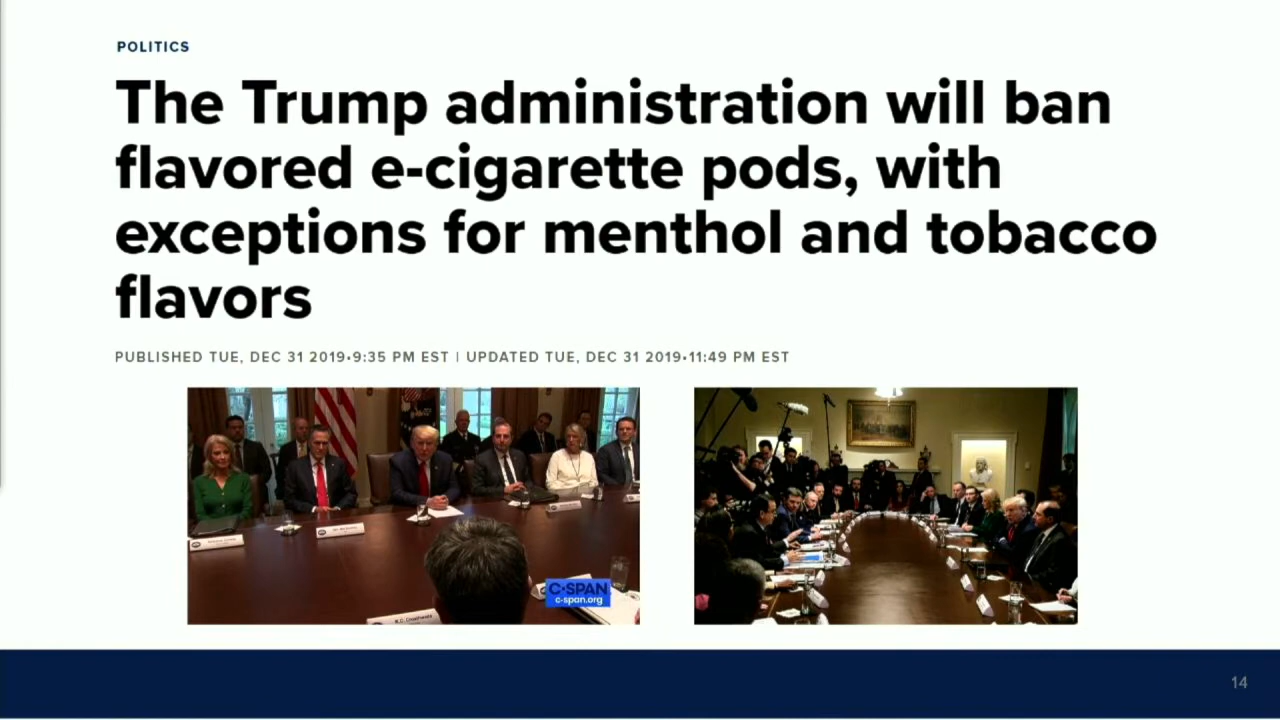 POLITICS
The Trump administration will ban
flavored e-cigarette pods, with
exceptions for menthol and tobacco
flavors
PUBLISHED TUE, DEC 31 2019•9:35 PM EST | UPDATED TUE, DEC 31 2019•11:49 PM EST
C-SPAN
c-span.org
14